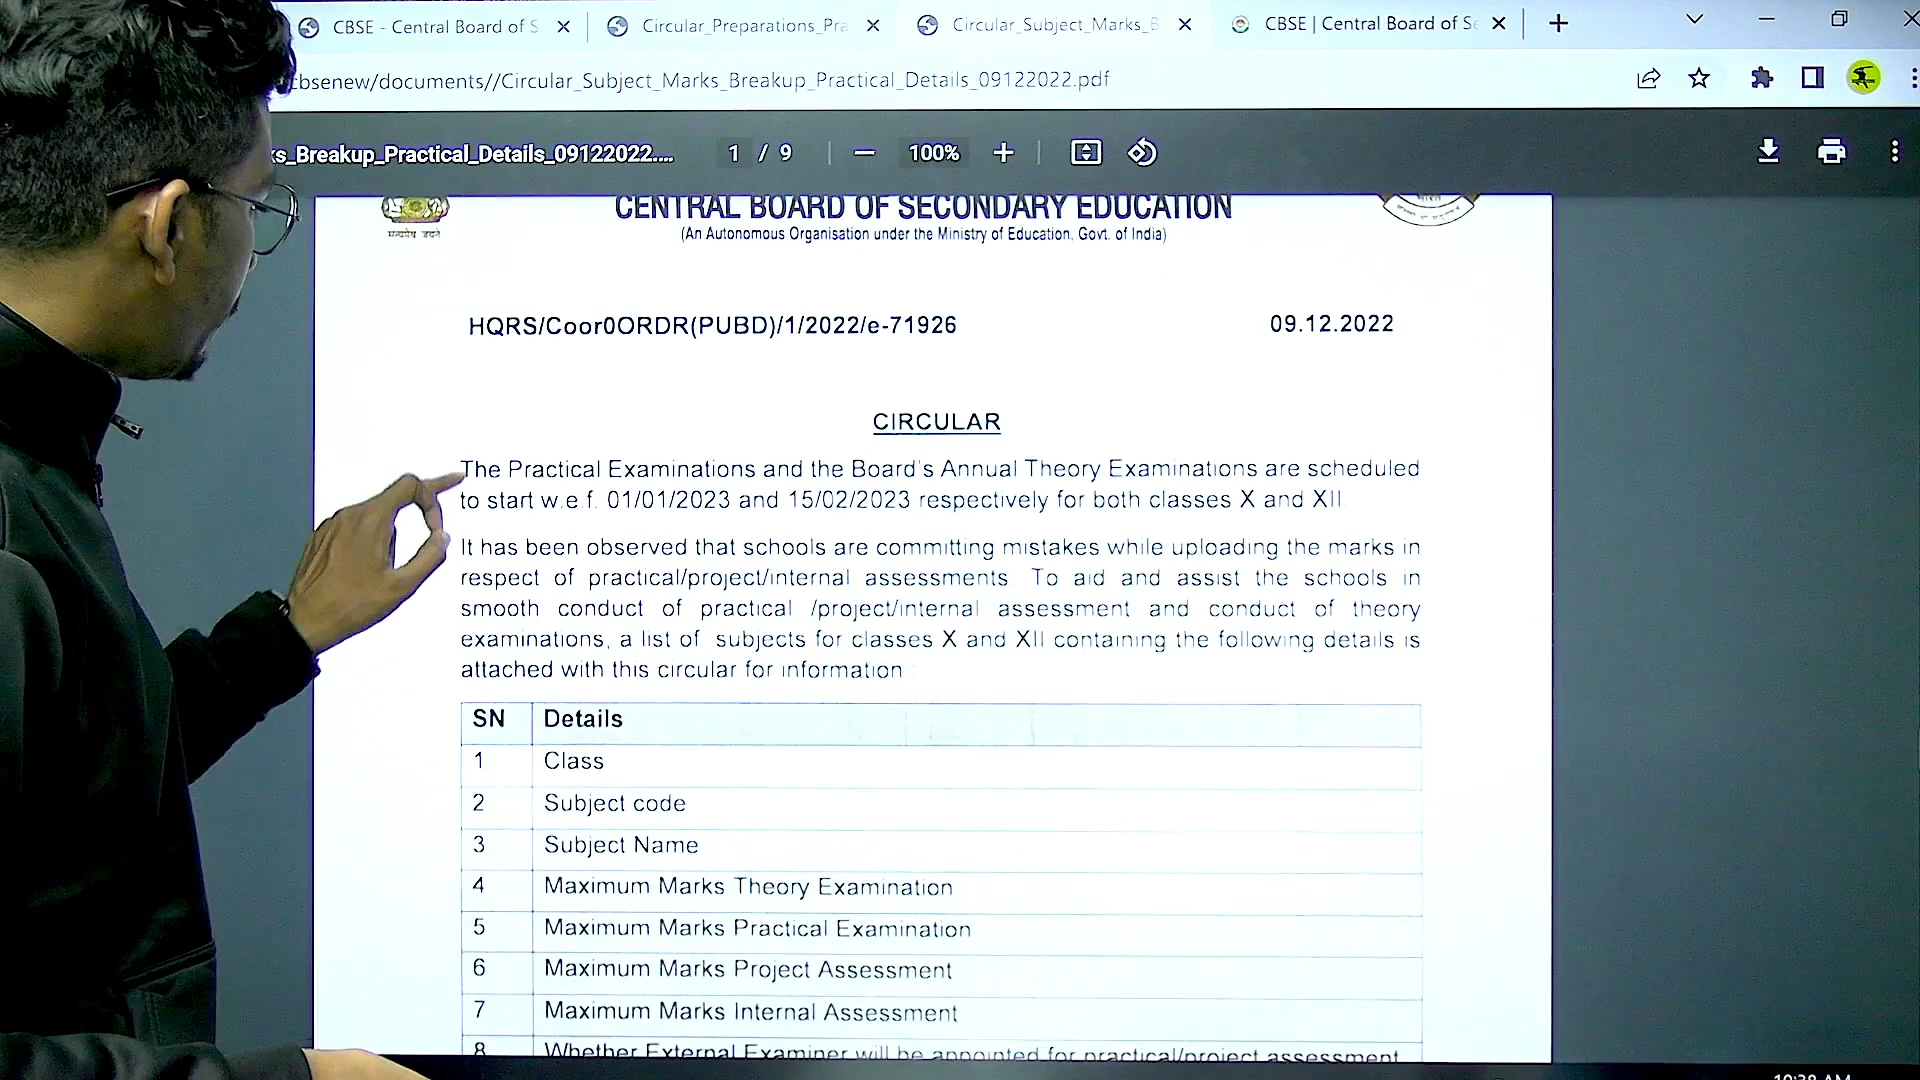 CBSE - Central Board of S
Circular_Preparations_Pra
Circular_Subject_Marks_B
CBSE | Central Board of Se
cbsenew/documents//Circular_Subject_Marks_Breakup_Practical_Details_09122022.pdf
ks_Breakup_Practical_Details_09122022....
1 / 9
100%
CENTRAL BOARD OF SECONDARY EDUCATION
सत्यमेव जयते
(An Autonomous Organisation under the Ministry of Education, Govt. of India)
HQRS/Coor0ORDR(PUBD)/1/2022/e-71926
09.12.2022
CIRCULAR
The Practical Examinations and the Board's Annual Theory Examinations are scheduled
to start w.e.f. 01/01/2023 and 15/02/2023 respectively for both classes X and XII.
It has been observed that schools are committing mistakes while uploading the marks in
respect of practical/project/internal assessments. To aid and assist the schools in
smooth conduct of practical /project/internal assessment and conduct of theory
examinations, a list of subjects for classes X and XII containing the following details is
attached with this circular for information :
SN Details
1 Class
2 Subject code
3 Subject Name
4 Maximum Marks Theory Examination
5 Maximum Marks Practical Examination
6 Maximum Marks Project Assessment
7 Maximum Marks Internal Assessment
8 Whether External Examiner will be appointed for practical/project assessment
10:38 AM